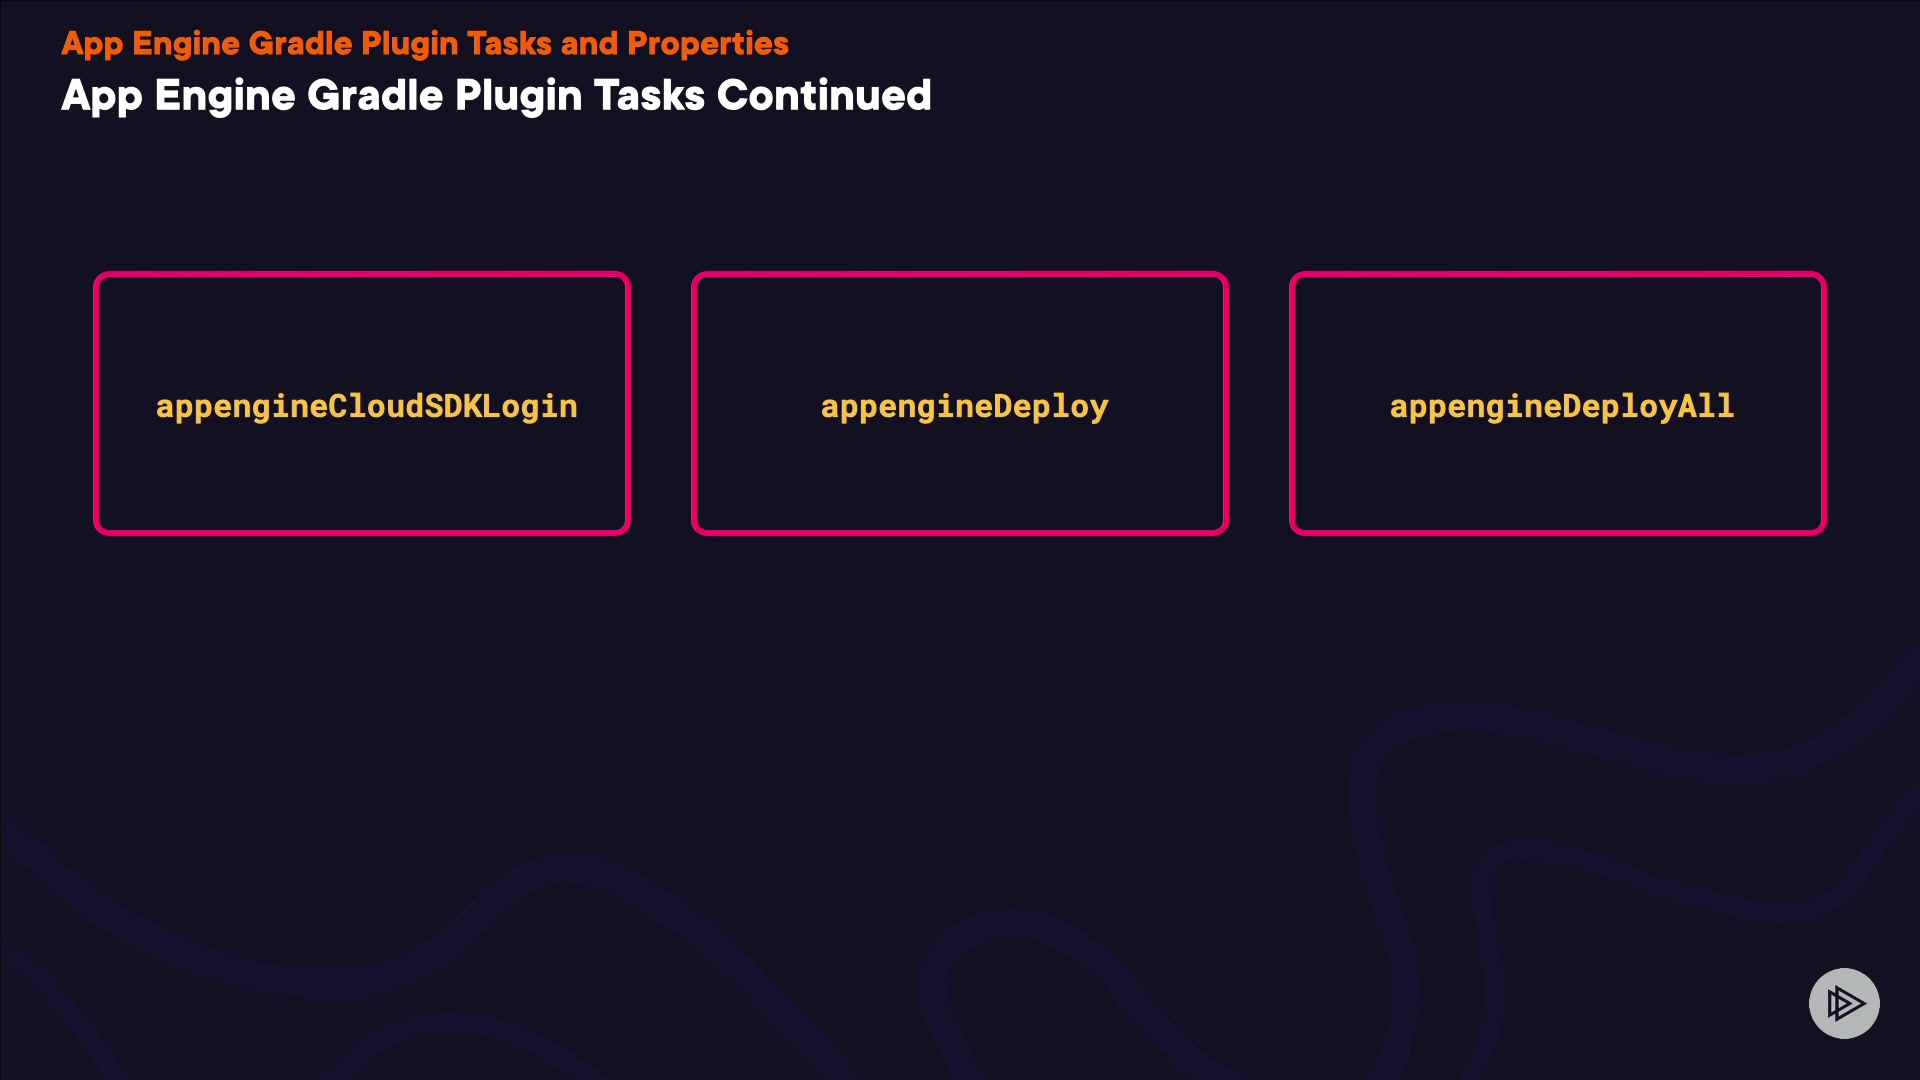 App Engine Gradle Plugin Tasks and Properties
App Engine Gradle Plugin Tasks Continued
appengineCloudSDKLogin
appengineDeploy
appengineDeployAll